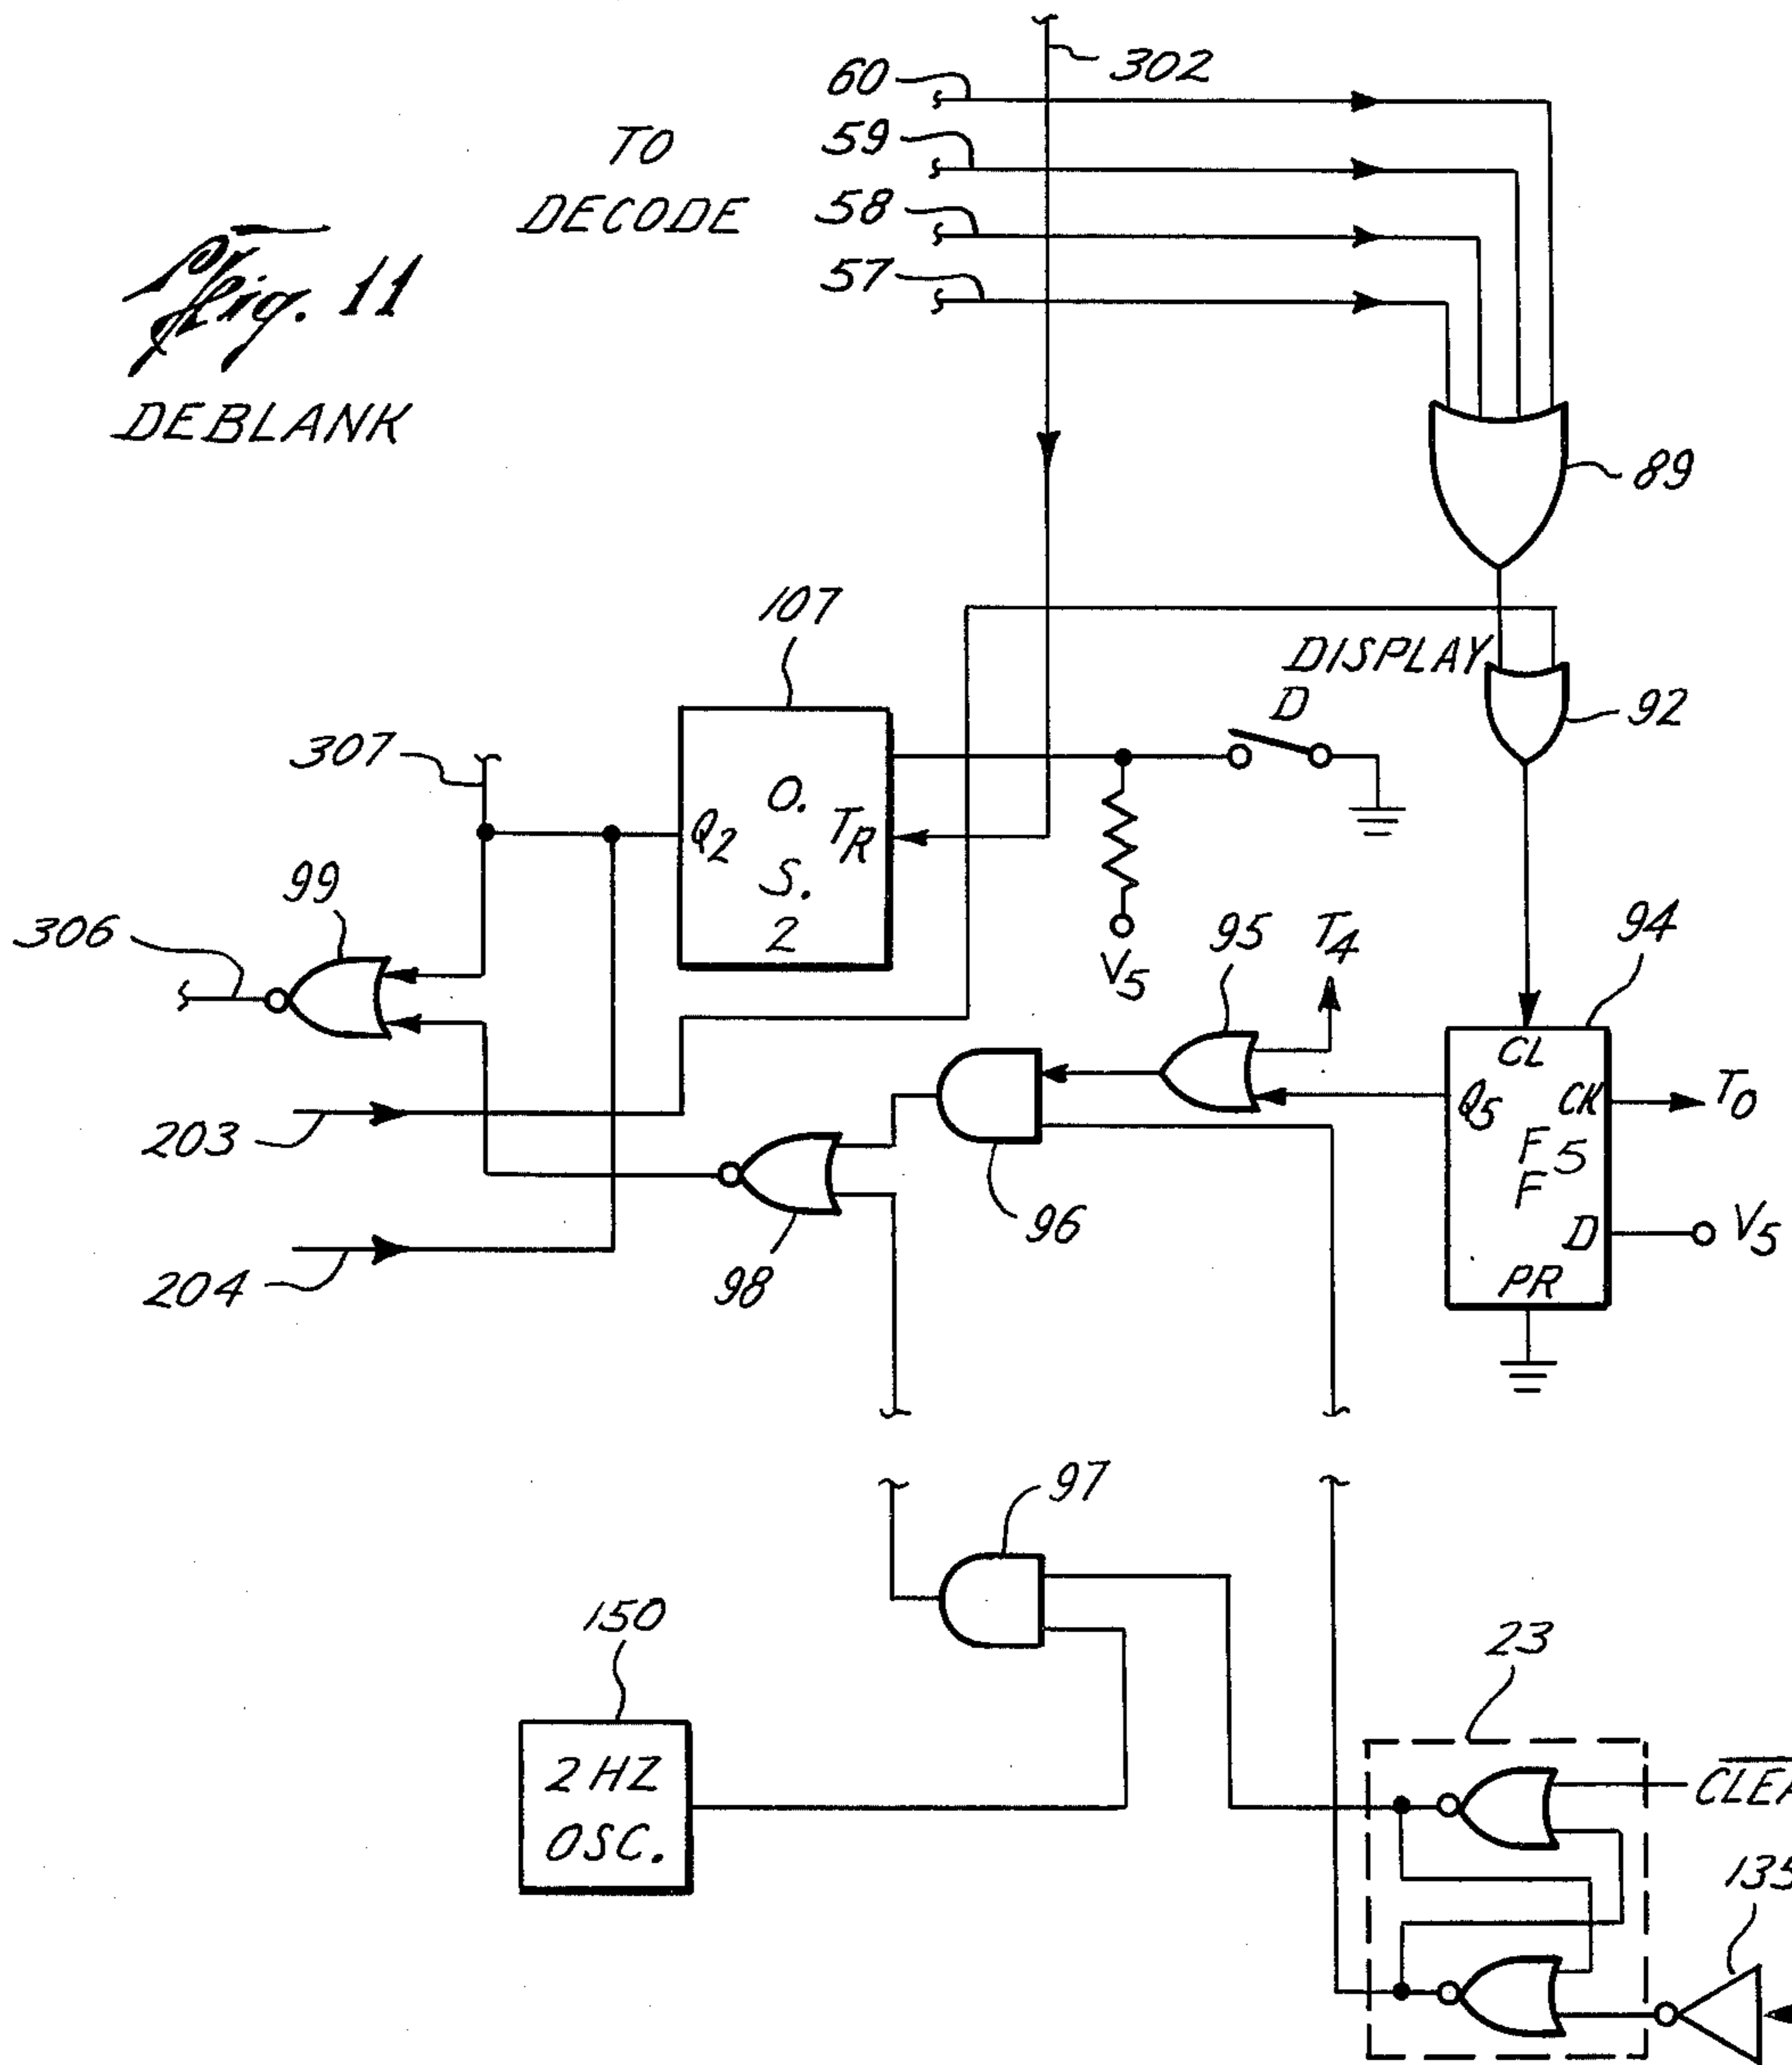 302
60
59
58
57
TO
DECODE
Fig. 11
DEBLANK
89
107
DISPLAY
D
92
307
Q2
O.
S.
2
TR
V5
99
306
95
T4
94
CL
Q5
CK
T0
F
5
F
D
V5
PR
203
96
98
204
97
150
2 HZ
OSC.
23
135